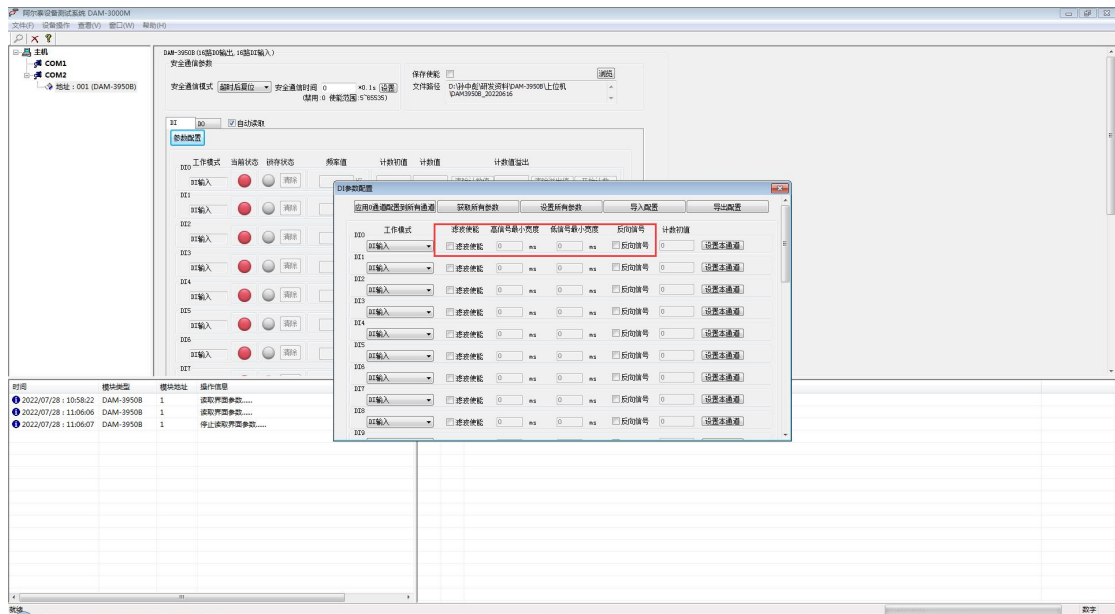 阿尔泰设备测试系统 DAM-3000M
文件(F) 设备操作 查看(V) 窗口(W) 帮助(H)
主机
COM1
COM2
地址：001 (DAM-3950B)
DAM-3950B(16路DO输出,16路DI输入)
安全通信参数
安全通信模式 超时后复位 安全通信时间 0 *0.1s 设置
(禁用:0 使能范围:5~65535)
保存使能 浏览
文件路径 D:\孙中彪\研发资料\DAM-3950B\上位机
\DAM3950B_20220616
DI DO 自动读取
参数配置
工作模式 当前状态 锁存状态 频率值 计数初值 计数值 计数值溢出
DI0
DI输入 清除
DI1
DI输入 清除
DI2
DI输入 清除
DI3
DI输入 清除
DI4
DI输入 清除
DI5
DI输入 清除
DI6
DI输入 清除
DI7
DI参数配置
应用0通道配置到所有通道 获取所有参数 设置所有参数 导入配置 导出配置
工作模式 滤波使能 高信号最小宽度 低信号最小宽度 反向信号 计数初值
DI0
DI输入 滤波使能 0 ms 0 ms 反向信号 0 设置本通道
DI1
DI输入 滤波使能 0 ms 0 ms 反向信号 0 设置本通道
DI2
DI输入 滤波使能 0 ms 0 ms 反向信号 0 设置本通道
DI3
DI输入 滤波使能 0 ms 0 ms 反向信号 0 设置本通道
DI4
DI输入 滤波使能 0 ms 0 ms 反向信号 0 设置本通道
DI5
DI输入 滤波使能 0 ms 0 ms 反向信号 0 设置本通道
DI6
DI输入 滤波使能 0 ms 0 ms 反向信号 0 设置本通道
DI7
DI输入 滤波使能 0 ms 0 ms 反向信号 0 设置本通道
DI8
DI输入 滤波使能 0 ms 0 ms 反向信号 0 设置本通道
DI9
时间 模块类型 模块地址 操作信息
2022/07/28：10:58:22 DAM-3950B 1 读取界面参数......
2022/07/28：11:06:06 DAM-3950B 1 读取界面参数......
2022/07/28：11:06:07 DAM-3950B 1 停止读取界面参数......
就绪 数字